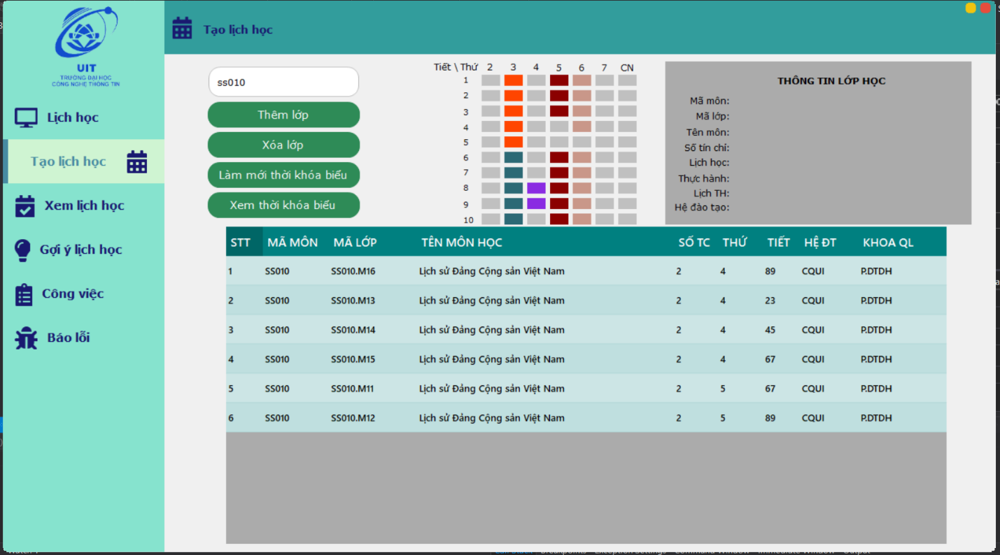 UIT
TRƯỜNG ĐẠI HỌC
CÔNG NGHỆ THÔNG TIN
Lịch học
Tạo lịch học
Xem lịch học
Gợi ý lịch học
Công việc
Báo lỗi
Tạo lịch học
ss010
Thêm lớp
Xóa lớp
Làm mới thời khóa biểu
Xem thời khóa biểu
Tiết \ Thứ 2 3 4 5 6 7 CN
1
2
3
4
5
6
7
8
9
10
THÔNG TIN LỚP HỌC
Mã môn:
Mã lớp:
Tên môn:
Số tín chỉ:
Lịch học:
Thực hành:
Lịch TH:
Hệ đào tạo:
STT MÃ MÔN MÃ LỚP TÊN MÔN HỌC SỐ TC THỨ TIẾT HỆ ĐT KHOA QL
1 SS010 SS010.M16 Lịch sử Đảng Cộng sản Việt Nam 2 4 89 CQUI P.DTDH
2 SS010 SS010.M13 Lịch sử Đảng Cộng sản Việt Nam 2 4 23 CQUI P.DTDH
3 SS010 SS010.M14 Lịch sử Đảng Cộng sản Việt Nam 2 4 45 CQUI P.DTDH
4 SS010 SS010.M15 Lịch sử Đảng Cộng sản Việt Nam 2 4 67 CQUI P.DTDH
5 SS010 SS010.M11 Lịch sử Đảng Cộng sản Việt Nam 2 5 67 CQUI P.DTDH
6 SS010 SS010.M12 Lịch sử Đảng Cộng sản Việt Nam 2 5 89 CQUI P.DTDH